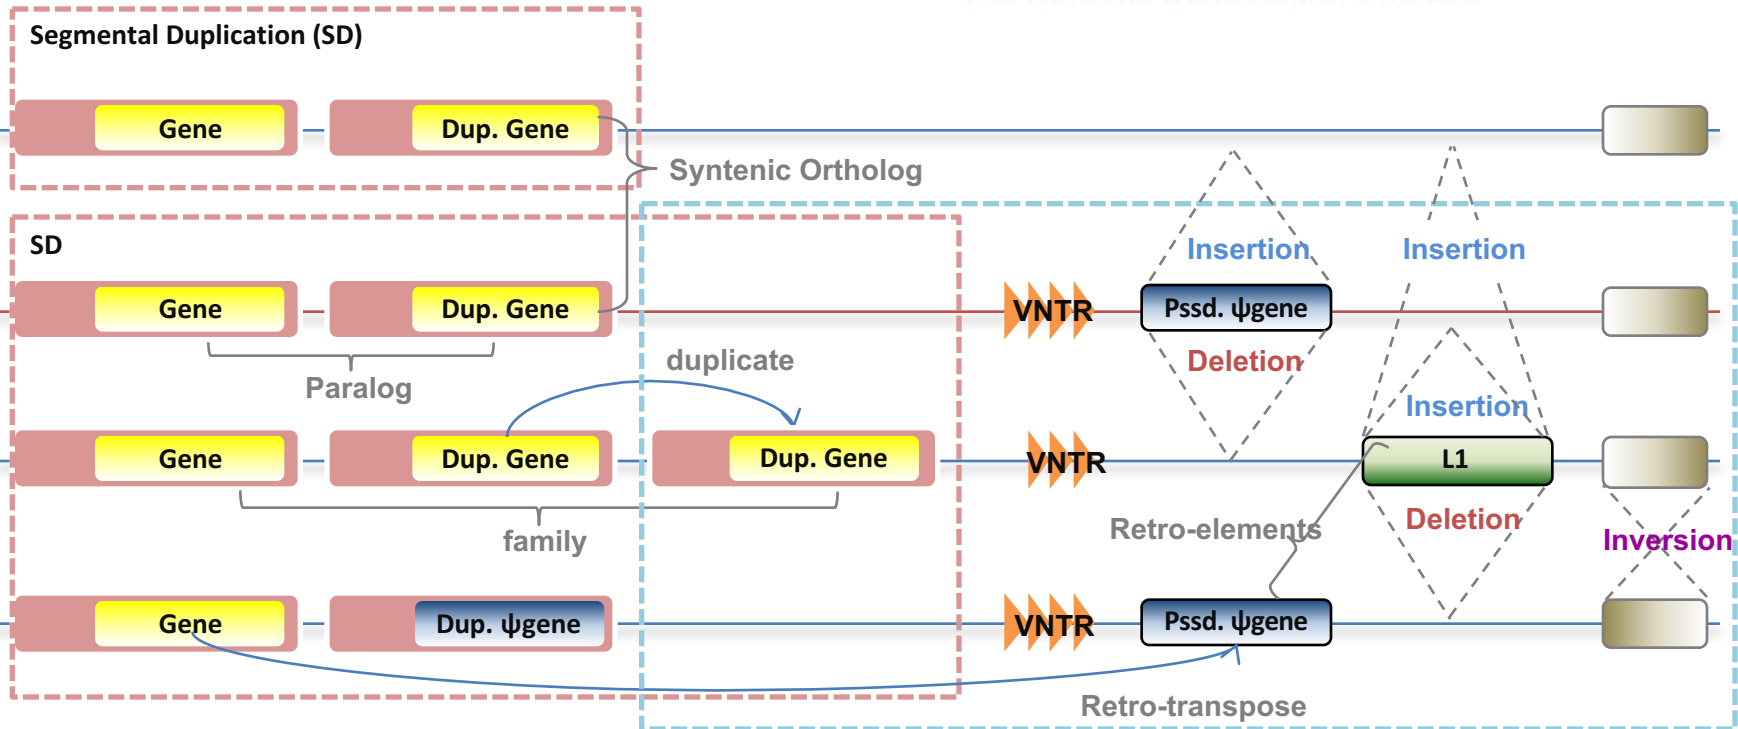 Segmental Duplication (SD)
Gene
Dup. Gene
Syntenic Ortholog
SD
Insertion
Insertion
Gene
Dup. Gene
VNTR
Pssd. ψgene
duplicate
Deletion
Paralog
Insertion
Gene
Dup. Gene
Dup. Gene
VNTR
L1
Retro-elements
Deletion
family
Inversion
Gene
Dup. ψgene
VNTR
Pssd. ψgene
Retro-transpose